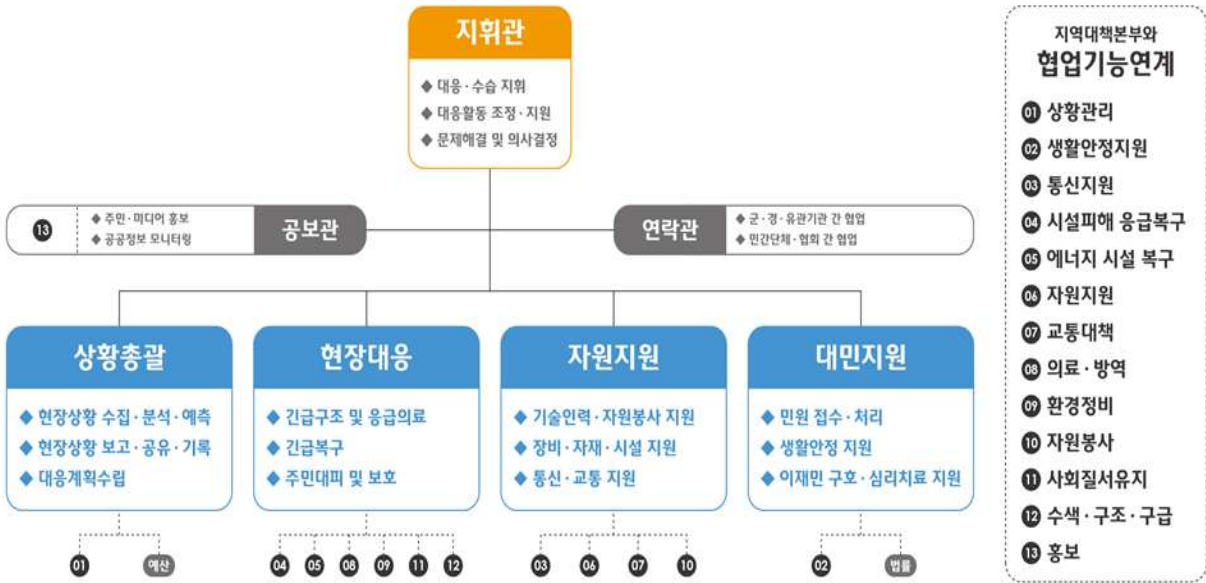 지휘관
◆ 대응·수습 지휘
◆ 대응활동 조정·지원
◆ 문제해결 및 의사결정
13
◆ 주민·미디어 홍보
◆ 공공정보 모니터링
공보관
연락관
◆ 군·경·유관기관 간 협업
◆ 민간단체·협회 간 협업
상황총괄
◆ 현장상황 수집·분석·예측
◆ 현장상황 보고·공유·기록
◆ 대응계획수립
01 예산
현장대응
◆ 긴급구조 및 응급의료
◆ 긴급복구
◆ 주민대피 및 보호
04 05 08 09 11 12
자원지원
◆ 기술인력·자원봉사 지원
◆ 장비·자재·시설 지원
◆ 통신·교통 지원
03 06 07 10
대민지원
◆ 민원 접수·처리
◆ 생활안정 지원
◆ 이재민 구호·심리치료 지원
02 법률
지역대책본부와
협업기능연계
01 상황관리
02 생활안정지원
03 통신지원
04 시설피해 응급복구
05 에너지 시설 복구
06 자원지원
07 교통대책
08 의료·방역
09 환경정비
10 자원봉사
11 사회질서유지
12 수색·구조·구급
13 홍보